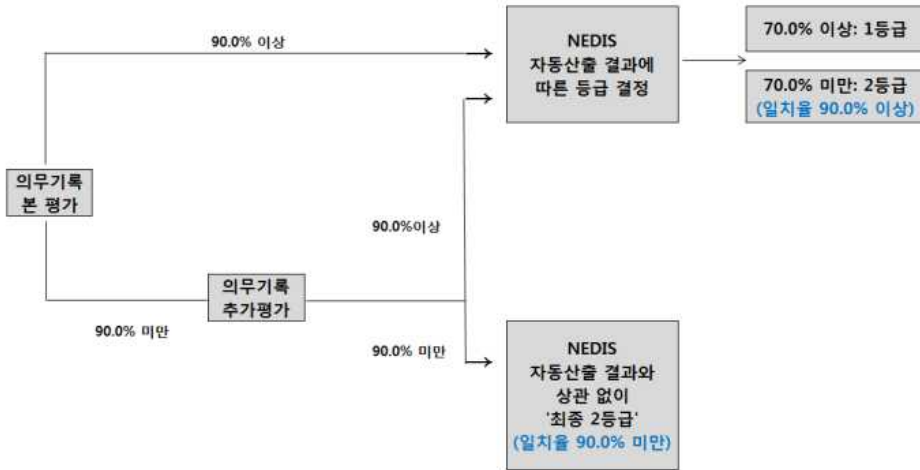 90.0% 이상
NEDIS
자동산출 결과에
따른 등급 결정
70.0% 이상: 1등급
70.0% 미만: 2등급
(일치율 90.0% 이상)
의무기록
본 평가
90.0%이상
의무기록
추가평가
90.0% 미만
90.0% 미만
NEDIS
자동산출 결과와
상관 없이
'최종 2등급'
(일치율 90.0% 미만)